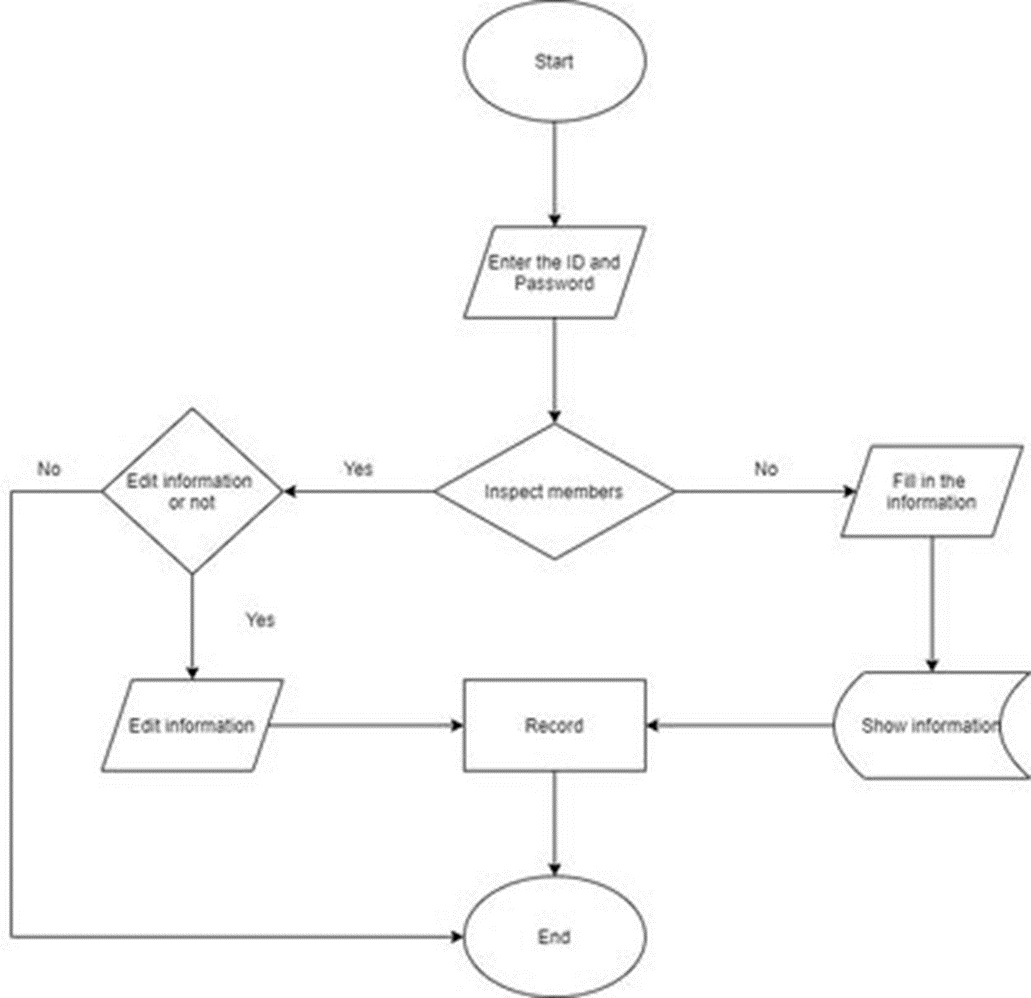 Start
Enter the ID and
Password
No
Edit information
or not
Yes
Inspect members
No
Fill in the
information
Yes
Edit information
Record
Show information
End